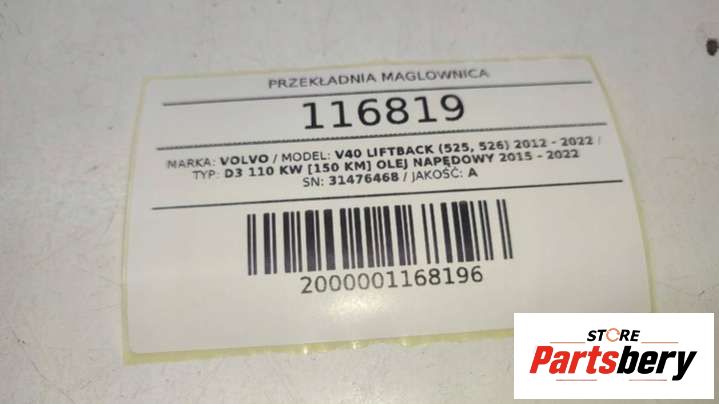 PRZEKŁADNIA MAGLOWNICA
116819
MARKA: VOLVO / MODEL: V40 LIFTBACK (525, 526) 2012 - 2022 /
TYP: D3 110 KW [150 KM] OLEJ NAPĘDOWY 2015 - 2022
SN: 31476468 / JAKOŚĆ: A
2000001168196
STORE
Partsbery